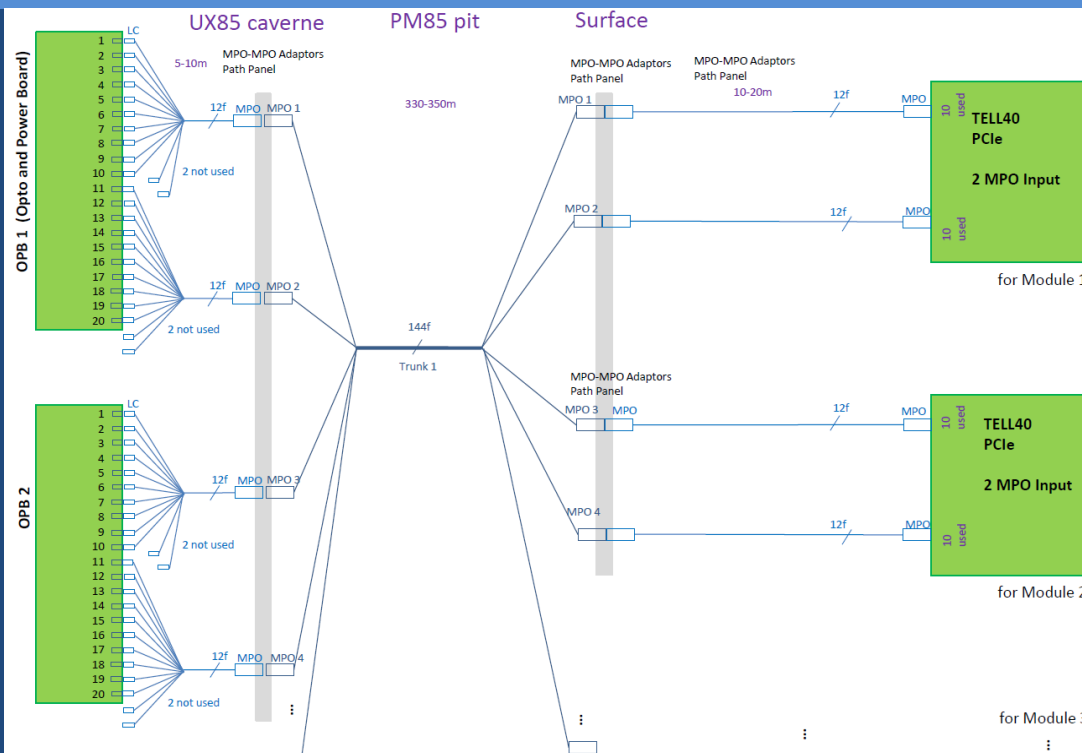 UX85 caverne
PM85 pit
Surface
OPB 1 (Opto and Power Board)
LC
1
2
3
4
5
6
7
8
9
10
11
12
13
14
15
16
17
18
19
20
5-10m
MPO-MPO Adaptors
Path Panel
12f
MPO
MPO 1
2 not used
12f
MPO
MPO 2
2 not used
330-350m
144f
Trunk 1
MPO-MPO Adaptors
Path Panel
MPO-MPO Adaptors
Path Panel
10-20m
MPO 1
12f
MPO
10
used
TELL40
PCIe
2 MPO Input
MPO 2
12f
MPO
10
used
for Module 1
OPB 2
LC
1
2
3
4
5
6
7
8
9
10
11
12
13
14
15
16
17
18
19
20
12f
MPO
MPO 3
2 not used
12f
MPO
MPO 4
2 not used
MPO-MPO Adaptors
Path Panel
MPO 3
MPO
12f
MPO
10
used
TELL40
PCIe
2 MPO Input
MPO 4
12f
MPO
10
used
for Module 2
for Module 3